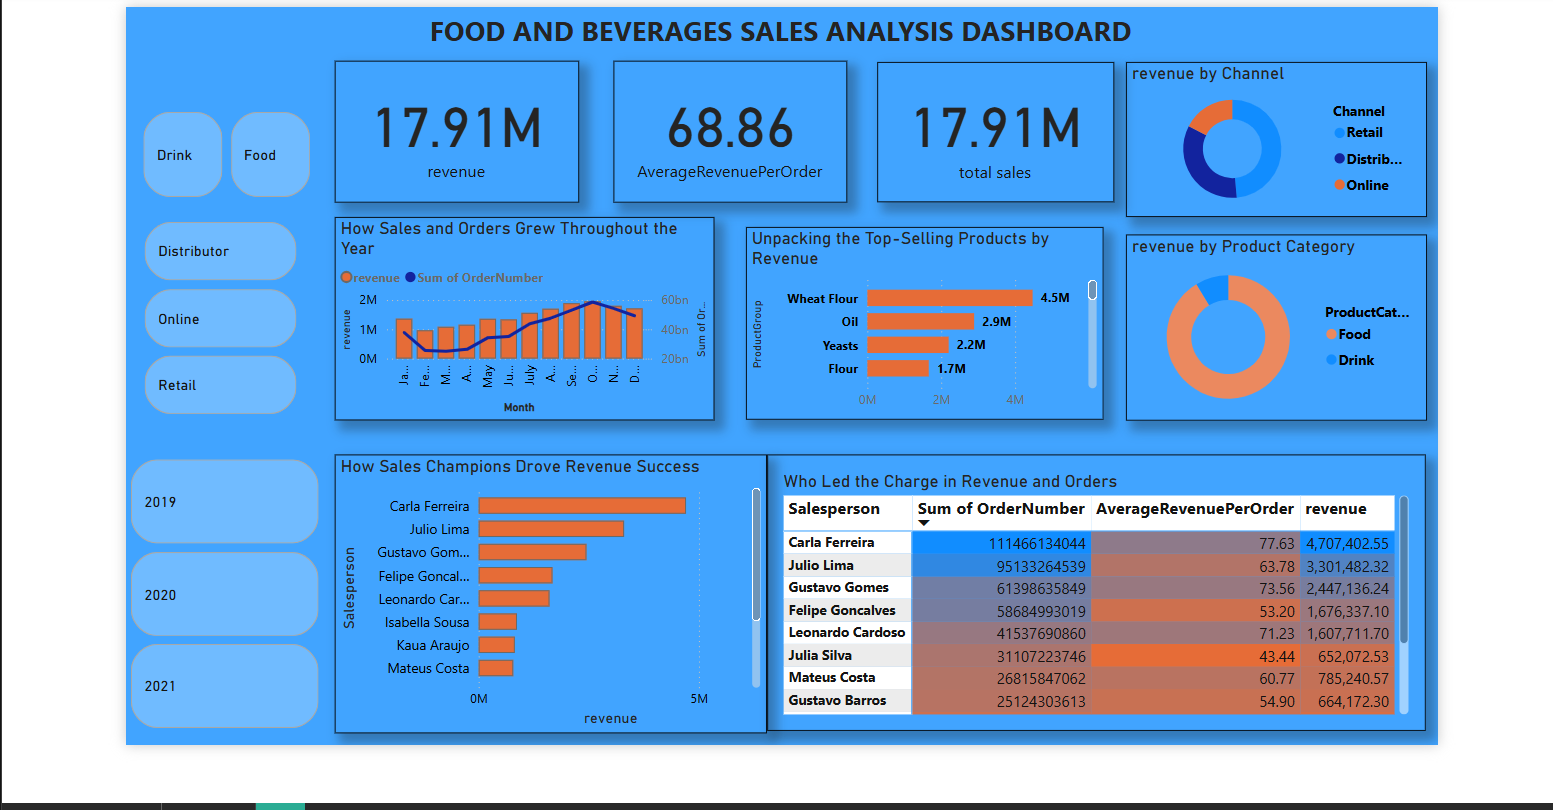 FOOD AND BEVERAGES SALES ANALYSIS DASHBOARD
Drink
Food
Distributor
Online
Retail
2019
2020
2021
17.91M
revenue
68.86
AverageRevenuePerOrder
17.91M
total sales
revenue by Channel
Channel
Retail
Distrib...
Online
How Sales and Orders Grew Throughout the
Year
revenue
Sum of OrderNumber
2M
1M
0M
revenue
60bn
40bn
20bn
Sum of Or...
Ja...
Fe...
M...
A...
May
Ju...
July
A...
Se...
O...
N...
D...
Month
Unpacking the Top-Selling Products by
Revenue
ProductGroup
Wheat Flour 4.5M
Oil 2.9M
Yeasts 2.2M
Flour 1.7M
0M 2M 4M
revenue by Product Category
ProductCat...
Food
Drink
How Sales Champions Drove Revenue Success
Salesperson
Carla Ferreira
Julio Lima
Gustavo Gom...
Felipe Goncal...
Leonardo Car...
Isabella Sousa
Kaua Araujo
Mateus Costa
0M 5M
revenue
Who Led the Charge in Revenue and Orders
Salesperson Sum of OrderNumber AverageRevenuePerOrder revenue
Carla Ferreira 111466134044 77.63 4,707,402.55
Julio Lima 95133264539 63.78 3,301,482.32
Gustavo Gomes 61398635849 73.56 2,447,136.24
Felipe Goncalves 58684993019 53.20 1,676,337.10
Leonardo Cardoso 41537690860 71.23 1,607,711.70
Julia Silva 31107223746 43.44 652,072.53
Mateus Costa 26815847062 60.77 785,240.57
Gustavo Barros 25124303613 54.90 664,172.30